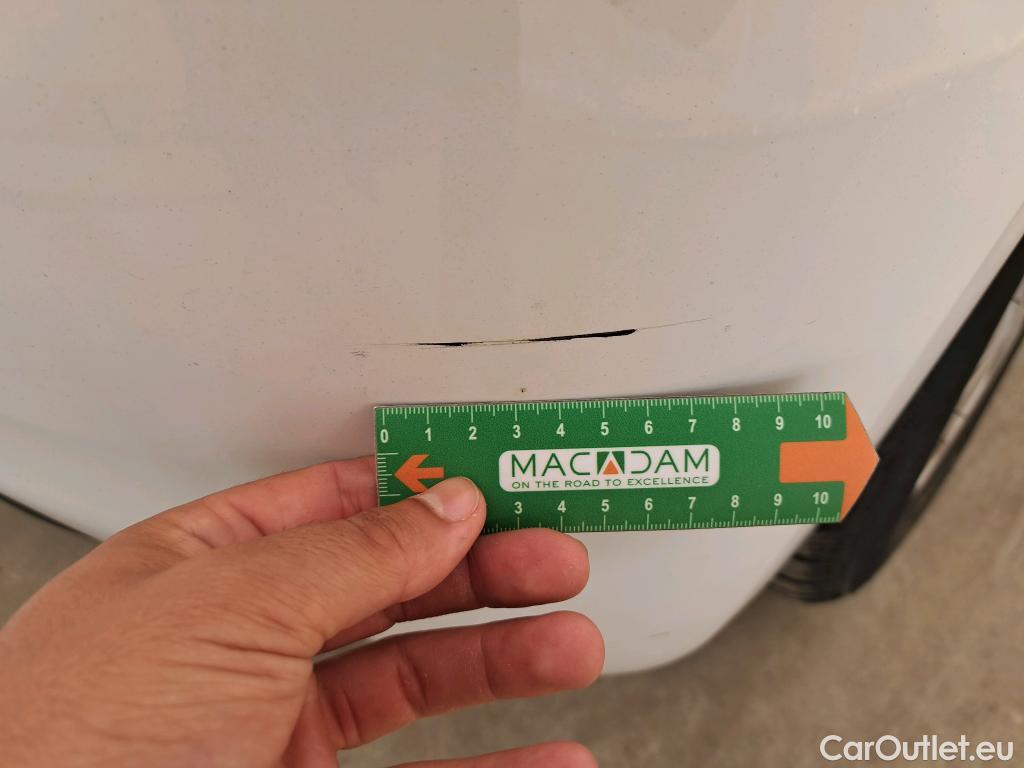 0 1 2 3 4 5 6 7 8 9 10
MACADAM
ON THE ROAD TO EXCELLENCE
3 4 5 6 7 8 9 10
CarOutlet.eu